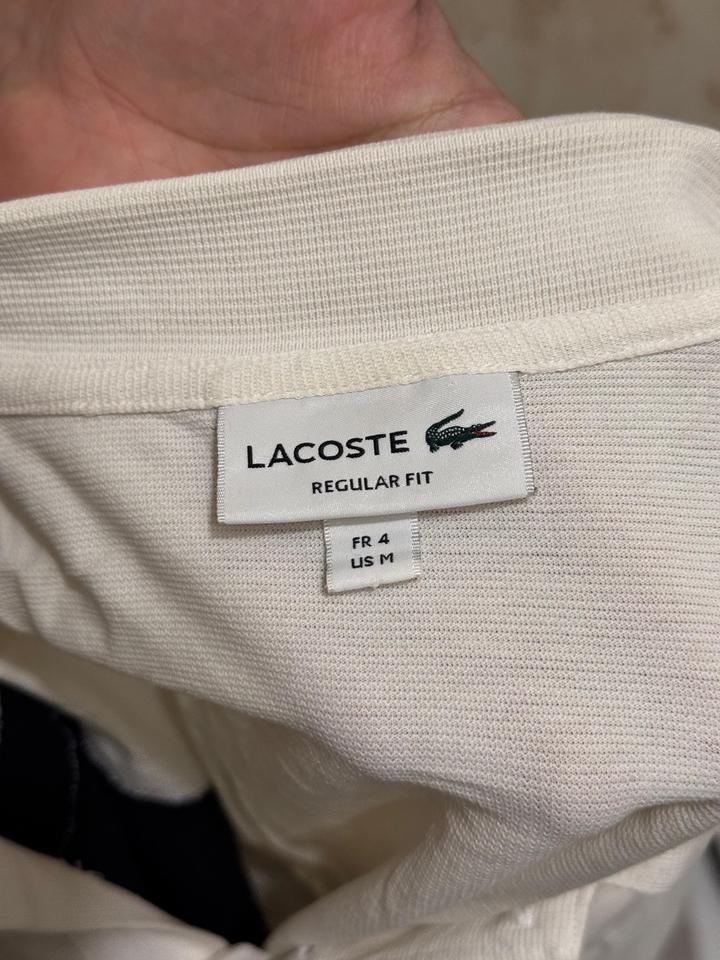 LACOSTE
REGULAR FIT
FR 4
US M